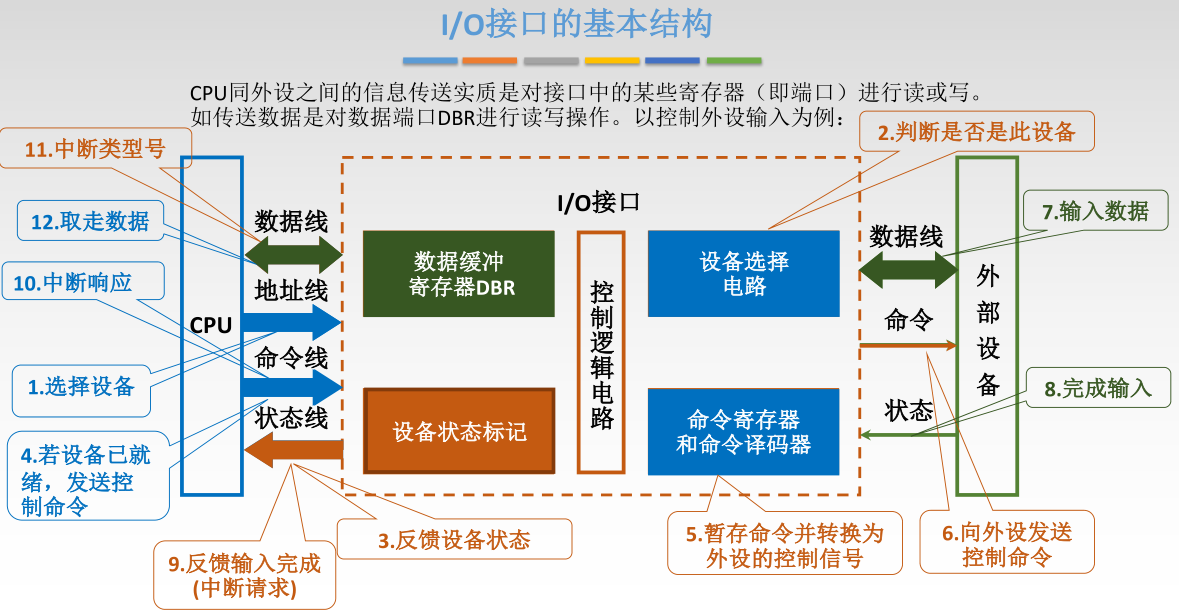 I/O接口的基本结构
CPU同外设之间的信息传送实质是对接口中的某些寄存器（即端口）进行读或写。
如传送数据是对数据端口DBR进行读写操作。以控制外设输入为例：
11.中断类型号
2.判断是否是此设备
12.取走数据
数据线
I/O接口
7.输入数据
数据线
数据缓冲
寄存器DBR
控制逻辑电路
设备选择
电路
10.中断响应
地址线
外部设备
CPU
命令
命令线
1.选择设备
8.完成输入
状态线
状态
设备状态标记
命令寄存器
和命令译码器
4.若设备已就
绪，发送控
制命令
3.反馈设备状态
5.暂存命令并转换为
外设的控制信号
6.向外设发送
控制命令
9.反馈输入完成
(中断请求)